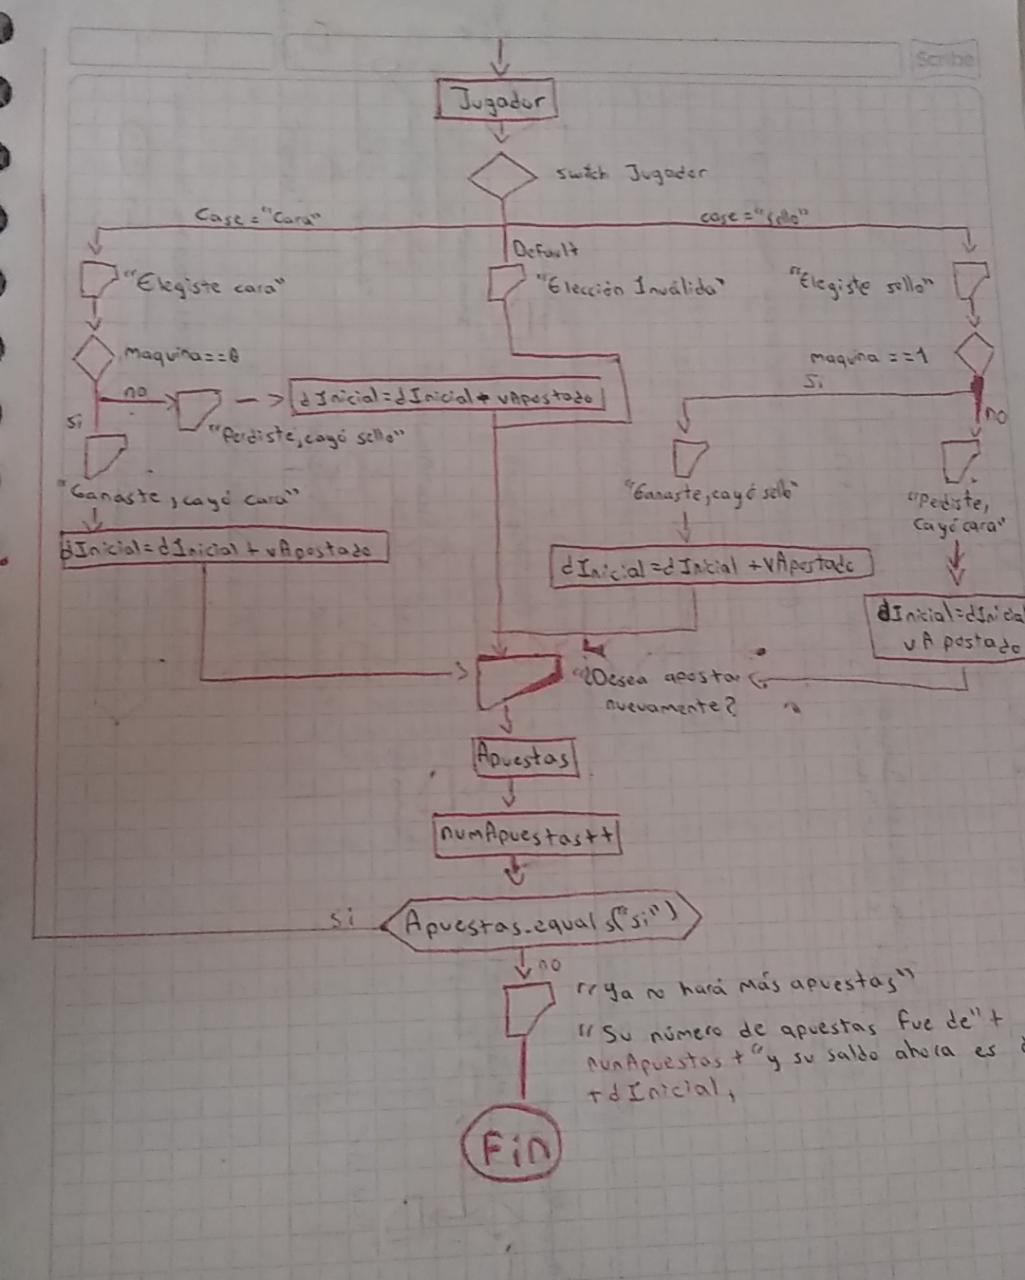 Scribe
Jugador
switch Jugador
Case="Cara"
case="sello"
Default
"Elegiste cara"
"Elección Inválida"
"Elegiste sello"
maquina==0
maquina==1
Si
no
dInicial=dInicial + vApostado
no
si
"Perdiste, cayó sello"
"Ganaste, cayó cara"
"Ganaste, cayó sello"
"Pediste,
cayó cara"
dInicial=dInicial + vApostado
dInicial=dInicial +vApostado
dInicial=dInicial
vApostado
"¿Desea apostar
nuevamente?
Apuestas
numApuestas++
si
Apuestas.equals("si")
no
"Ya no hará más apuestas"
"Su número de apuestas fue de"+
numApuestas+"y su saldo ahora es
+dInicial,
Fin